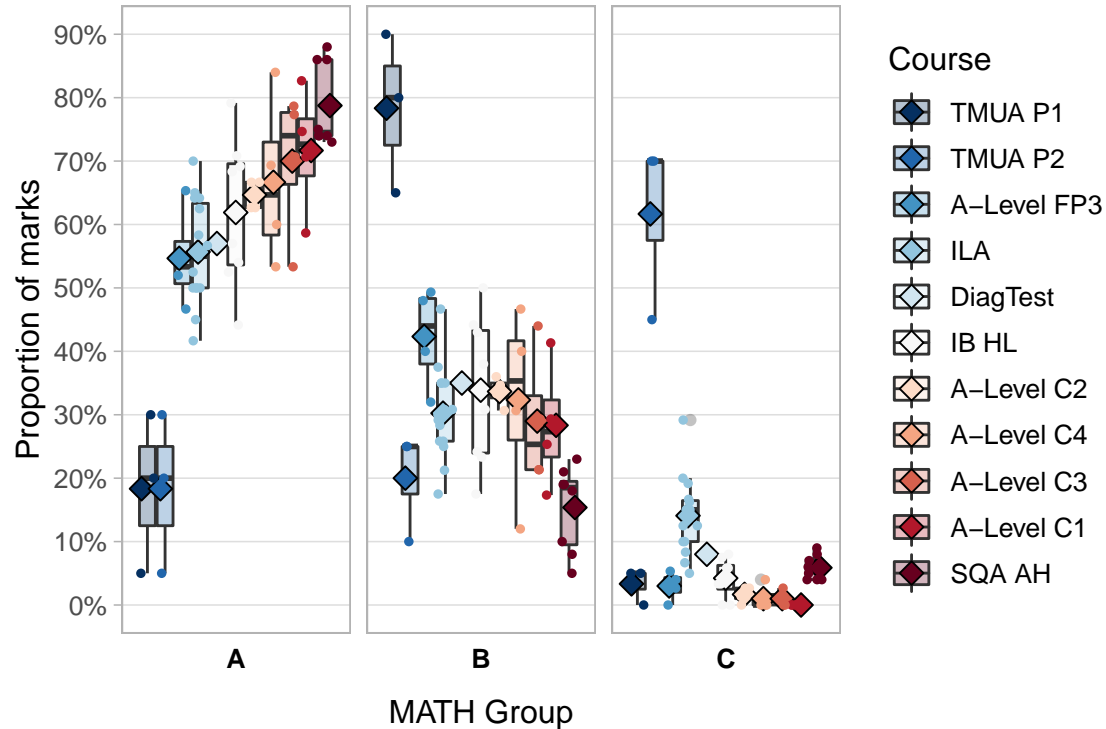 90%
80%
70%
60%
50%
40%
30%
20%
10%
0%
Proportion of marks
A
B
C
MATH Group
Course
TMUA P1
TMUA P2
A−Level FP3
ILA
DiagTest
IB HL
A−Level C2
A−Level C4
A−Level C3
A−Level C1
SQA AH